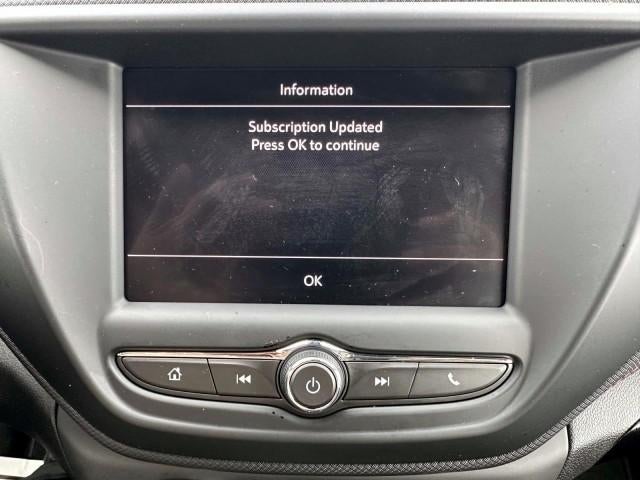 Information
Subscription Updated
Press OK to continue
OK